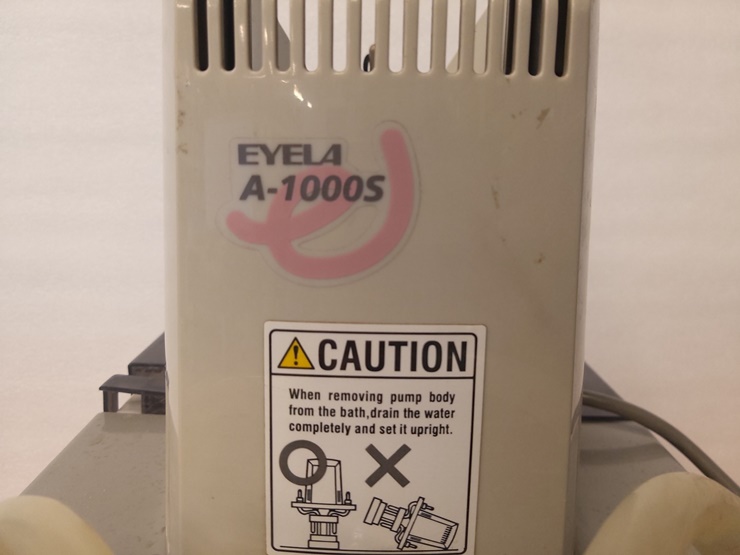 EYELA
A-1000S
CAUTION
When removing pump body
from the bath,drain the water
completely and set it upright.